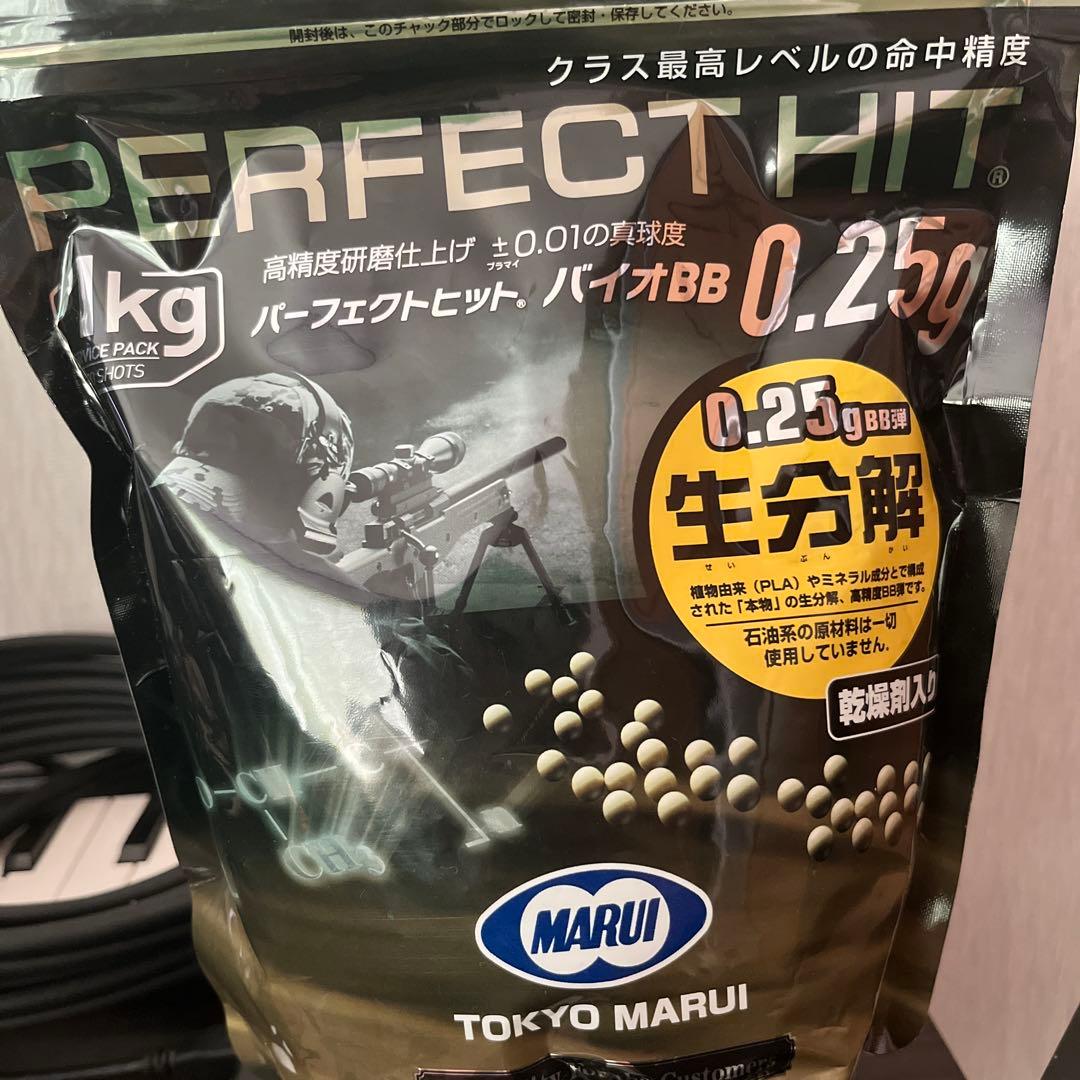 開封後は、このチャック部分でロックして密封・保存してください。
クラス最高レベルの命中精度
PERFECT HIT®
高精度研磨仕上げ ±0.01の真球度
プラマイ
パーフェクトヒット® バイオBB 0.25g
1kg
VICE PACK
SHOTS
0.25gBB弾
生分解
せい ぶん かい
植物由来（PLA）やミネラル成分とで構成
された「本物」の生分解、高精度BB弾です。
石油系の原材料は一切
使用していません。
乾燥剤入り
CH3
MARUI
TOKYO MARUI
Customers